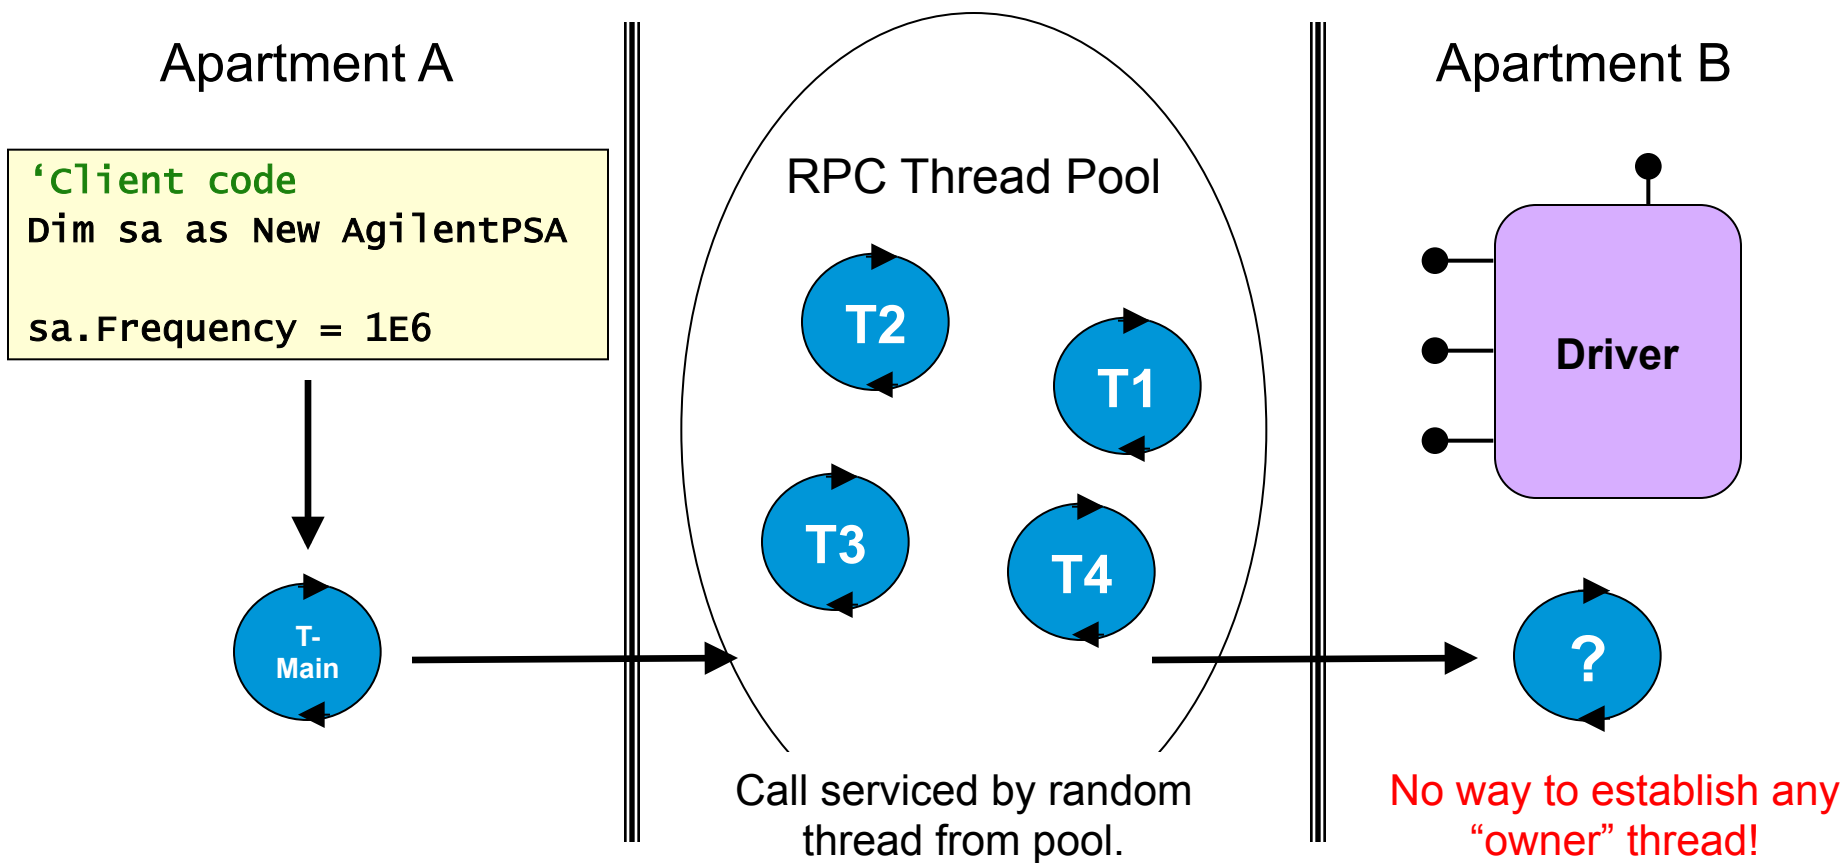 Apartment A
‘Client code
Dim sa as New AgilentPSA
sa.Frequency = 1E6
T-
Main
RPC Thread Pool
T2
T1
T3
T4
Call serviced by random
thread from pool.
Apartment B
Driver
?
No way to establish any
“owner” thread!